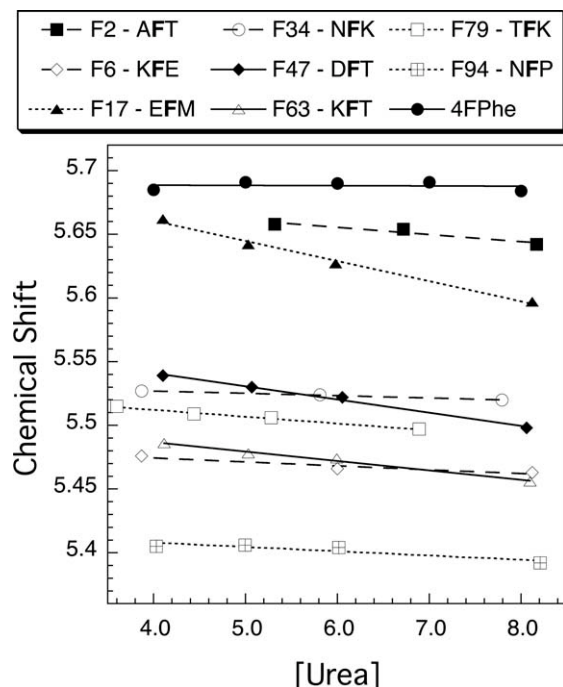 F2 - AFT F34 - NFK F79 - TFK
F6 - KFE F47 - DFT F94 - NFP
F17 - EFM F63 - KFT 4FPhe
5.7
5.65
5.6
5.55
5.5
5.45
5.4
Chemical Shift
4.0 5.0 6.0 7.0 8.0
[Urea]